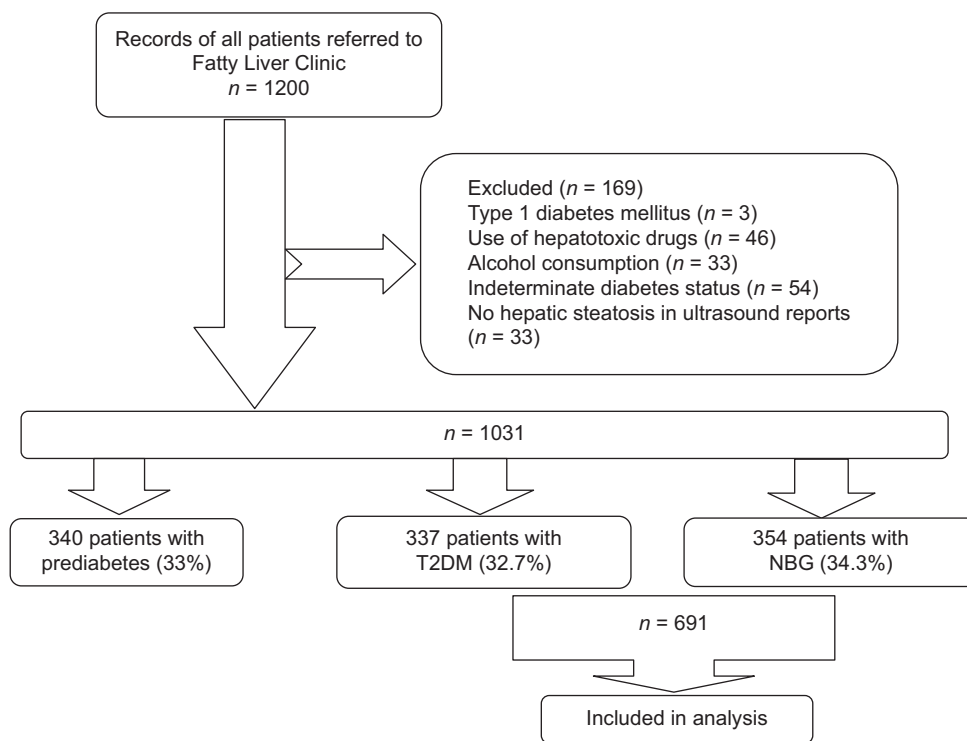 Records of all patients referred to
Fatty Liver Clinic
n = 1200
Excluded (n = 169)
Type 1 diabetes mellitus (n = 3)
Use of hepatotoxic drugs (n = 46)
Alcohol consumption (n = 33)
Indeterminate diabetes status (n = 54)
No hepatic steatosis in ultrasound reports
(n = 33)
n = 1031
340 patients with
prediabetes (33%)
337 patients with
T2DM (32.7%)
354 patients with
NBG (34.3%)
n = 691
Included in analysis